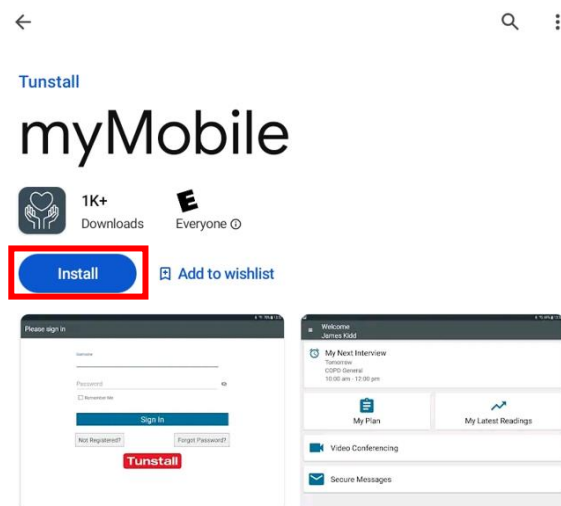 Tunstall
myMobile
1K+
Downloads
E
Everyone
Install
Add to wishlist
Please sign in
Username
Password
Remember Me
Sign In
Not Registered?
Forgot Password?
Tunstall
Welcome
James Kidd
My Next Interview
Tomorrow
COPD General
10:00 am - 12:00 pm
My Plan
My Latest Readings
Video Conferencing
Secure Messages